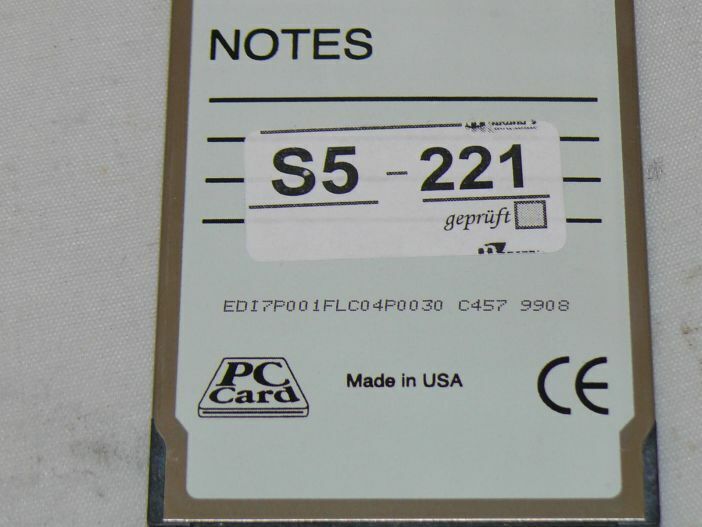 NOTES
S5 - 221
geprüft
EDI7P001FLC04P0030 C457 9908
PC
Card
Made in USA
CE